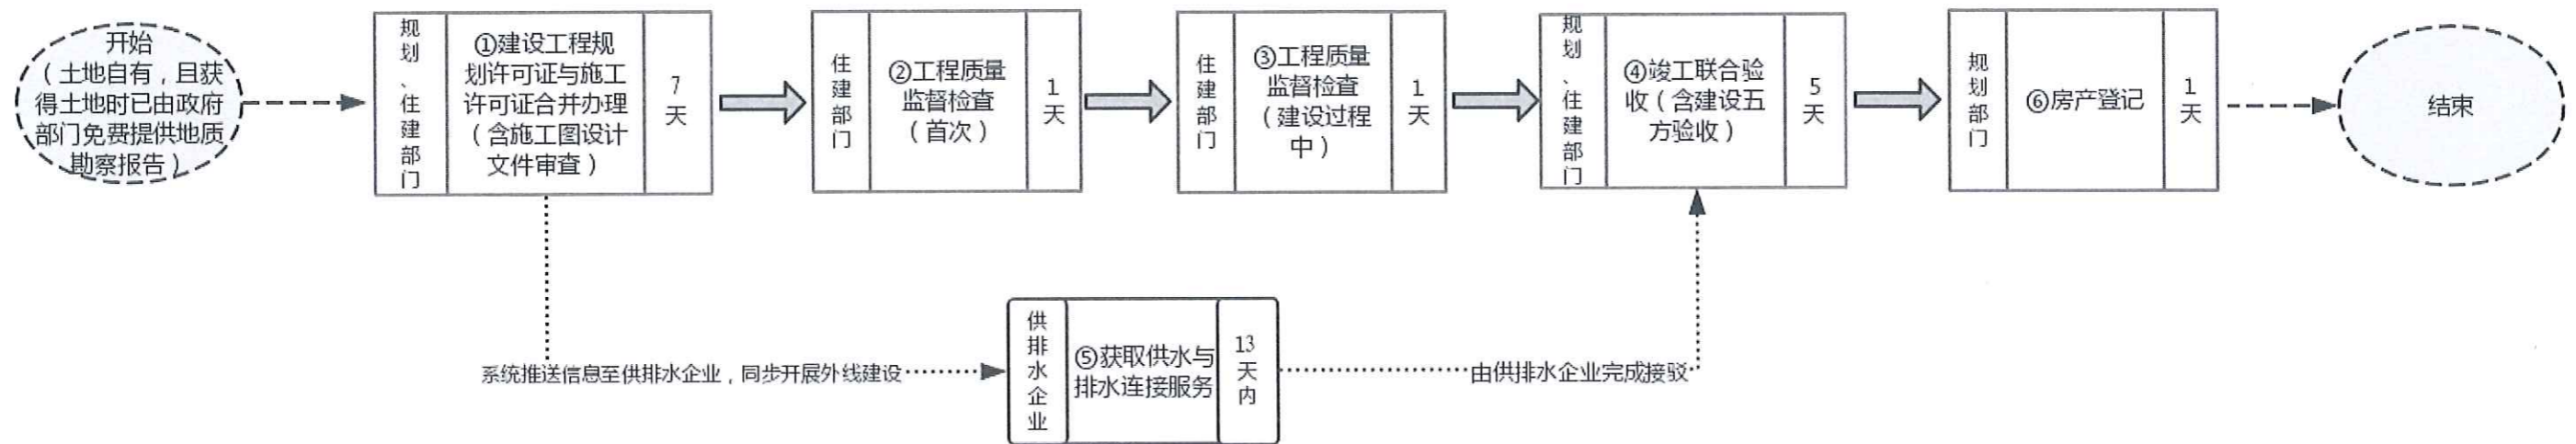 开始
（土地自有，且获
得土地时已由政府
部门免费提供地质
勘察报告）
规划、住建部门
①建设工程规
划许可证与施工
许可证合并办理
（含施工图设计
文件审查）
7
天
住建部门
②工程质量
监督检查
（首次）
1
天
住建部门
③工程质量
监督检查
（建设过程
中）
1
天
规划、住建部门
④竣工联合验
收（含建设五
方验收）
5
天
规划部门
⑥房产登记
1
天
结束
系统推送信息至供排水企业，同步开展外线建设
供排水企业
⑤获取供水与
排水连接服务
13
天
内
由供排水企业完成接驳